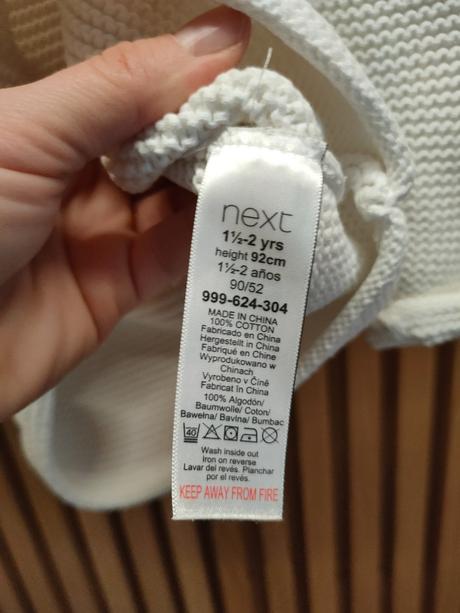 next
1½-2 yrs
height 92cm
1½-2 años
90/52
999-624-304
MADE IN CHINA
100% COTTON
Fabricado en China
Hergestellt in China
Fabriqué en Chine
Wyprodukowano w
Chinach
Vyrobeno v Číně
Fabricat în China
100% Algodón/
Baumwolle/ Coton/
Bawełna/ Bavlna/ Bumbac
40
Wash inside out
Iron on reverse
Lavar del revés. Planchar
por el revés.
KEEP AWAY FROM FIRE